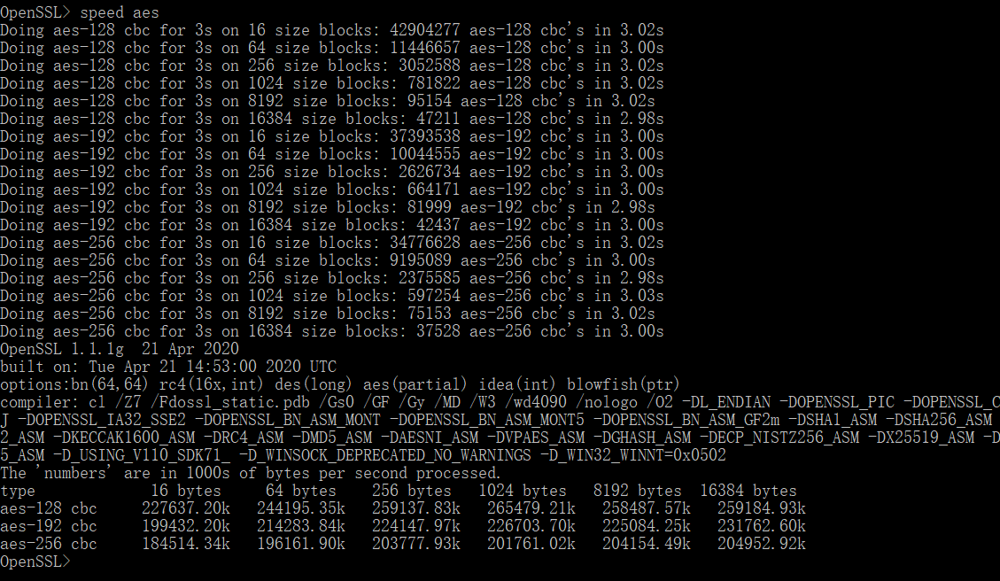 OpenSSL> speed aes
Doing aes-128 cbc for 3s on 16 size blocks: 42904277 aes-128 cbc's in 3.02s
Doing aes-128 cbc for 3s on 64 size blocks: 11446657 aes-128 cbc's in 3.00s
Doing aes-128 cbc for 3s on 256 size blocks: 3052588 aes-128 cbc's in 3.02s
Doing aes-128 cbc for 3s on 1024 size blocks: 781822 aes-128 cbc's in 3.02s
Doing aes-128 cbc for 3s on 8192 size blocks: 95154 aes-128 cbc's in 3.02s
Doing aes-128 cbc for 3s on 16384 size blocks: 47211 aes-128 cbc's in 2.98s
Doing aes-192 cbc for 3s on 16 size blocks: 37393538 aes-192 cbc's in 3.00s
Doing aes-192 cbc for 3s on 64 size blocks: 10044555 aes-192 cbc's in 3.00s
Doing aes-192 cbc for 3s on 256 size blocks: 2626734 aes-192 cbc's in 3.00s
Doing aes-192 cbc for 3s on 1024 size blocks: 664171 aes-192 cbc's in 3.00s
Doing aes-192 cbc for 3s on 8192 size blocks: 81999 aes-192 cbc's in 2.98s
Doing aes-192 cbc for 3s on 16384 size blocks: 42437 aes-192 cbc's in 3.00s
Doing aes-256 cbc for 3s on 16 size blocks: 34776628 aes-256 cbc's in 3.02s
Doing aes-256 cbc for 3s on 64 size blocks: 9195089 aes-256 cbc's in 3.00s
Doing aes-256 cbc for 3s on 256 size blocks: 2375585 aes-256 cbc's in 2.98s
Doing aes-256 cbc for 3s on 1024 size blocks: 597254 aes-256 cbc's in 3.03s
Doing aes-256 cbc for 3s on 8192 size blocks: 75153 aes-256 cbc's in 3.02s
Doing aes-256 cbc for 3s on 16384 size blocks: 37528 aes-256 cbc's in 3.00s
OpenSSL 1.1.1g  21 Apr 2020
built on: Tue Apr 21 14:53:00 2020 UTC
options:bn(64,64) rc4(16x,int) des(long) aes(partial) idea(int) blowfish(ptr)
compiler: cl /Z7 /Fdossl_static.pdb /Gs0 /GF /Gy /MD /W3 /wd4090 /nologo /O2 -DL_ENDIAN -DOPENSSL_PIC -DOPENSSL_C
J -DOPENSSL_IA32_SSE2 -DOPENSSL_BN_ASM_MONT -DOPENSSL_BN_ASM_MONT5 -DOPENSSL_BN_ASM_GF2m -DSHA1_ASM -DSHA256_ASM
2_ASM -DKECCAK1600_ASM -DRC4_ASM -DMD5_ASM -DAESNI_ASM -DVPAES_ASM -DGHASH_ASM -DECP_NISTZ256_ASM -DX25519_ASM -D
5_ASM -D_USING_V110_SDK71_ -D_WINSOCK_DEPRECATED_NO_WARNINGS -D_WIN32_WINNT=0x0502
The 'numbers' are in 1000s of bytes per second processed.
type             16 bytes     64 bytes    256 bytes   1024 bytes   8192 bytes  16384 bytes
aes-128 cbc     227637.20k   244195.35k   259137.83k   265479.21k   258487.57k   259184.93k
aes-192 cbc     199432.20k   214283.84k   224147.97k   226703.70k   225084.25k   231762.60k
aes-256 cbc     184514.34k   196161.90k   203777.93k   201761.02k   204154.49k   204952.92k
OpenSSL>